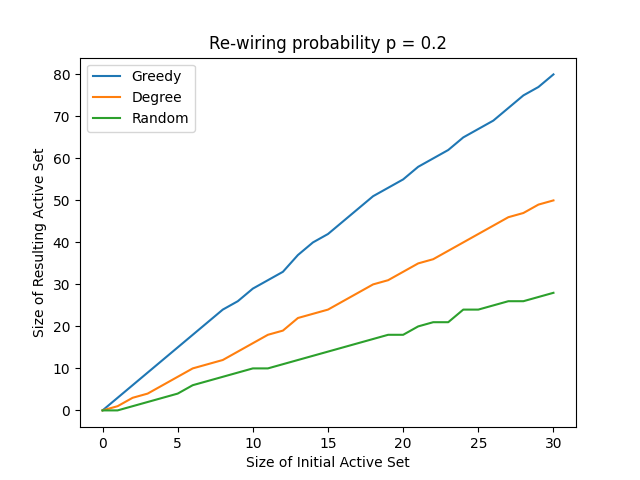 Re-wiring probability p = 0.2
Greedy
Degree
Random
Size of Resulting Active Set
80
70
60
50
40
30
20
10
0
0 5 10 15 20 25 30
Size of Initial Active Set